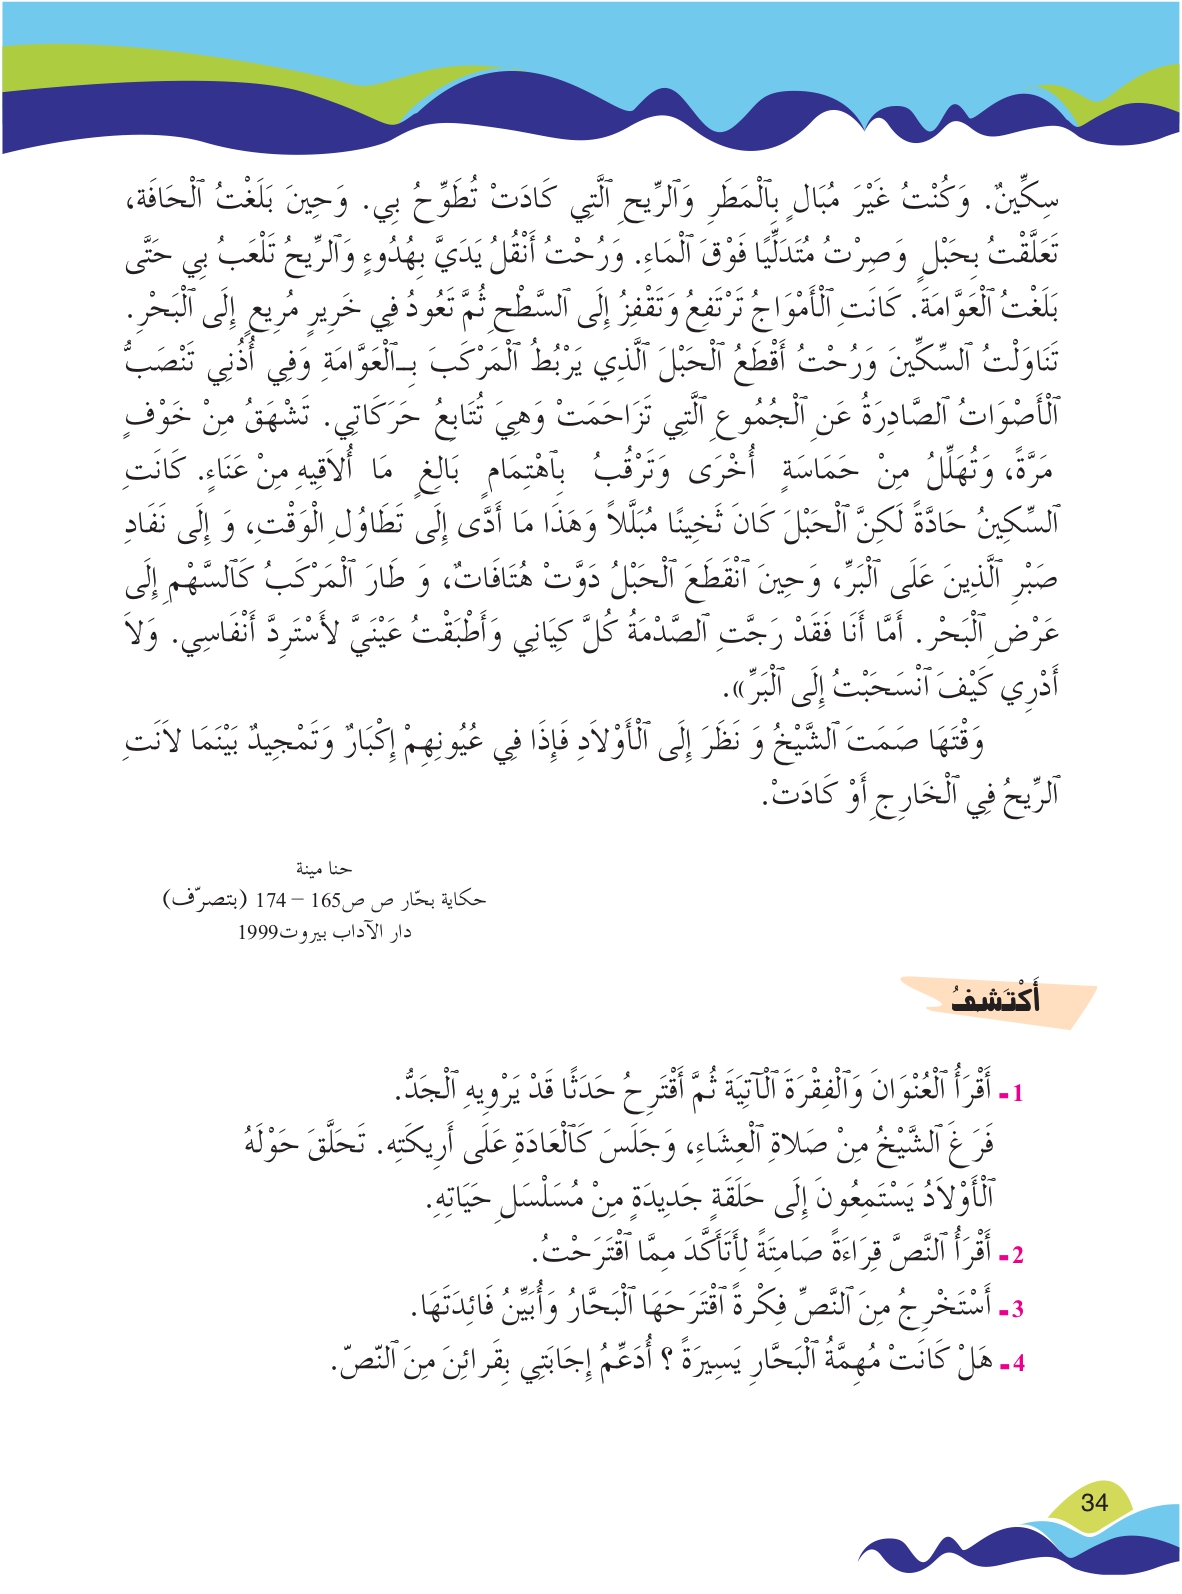 سِكِّينٌ. وَكُنْتُ غَيْرَ مُبَالٍ بِٱلْمَطَرِ وَٱلرِّيحِ ٱلَّتِي كَادَتْ تُطَوِّحُ بِي. وَحِينَ بَلَغْتُ ٱلْحَافَة،
تَعَلَّقْتُ بِحَبْلٍ وَصِرْتُ مُتَدَلِّيًا فَوْقَ ٱلْمَاءِ. وَرُحْتُ أَنْقُلُ يَدَيَّ بِهُدُوءٍ وَٱلرِّيحُ تَلْعَبُ بِي حَتَّى
بَلَغْتُ ٱلْعَوَّامَةَ. كَانَتِ ٱلْأَمْوَاجُ تَرْتَفِعُ وَتَقْفِزُ إِلَى ٱلسَّطْحِ ثُمَّ تَعُودُ فِي خَرِيرٍ مُرِيعٍ إِلَى ٱلْبَحْرِ.
تَنَاوَلْتُ ٱلسِّكِّينَ وَرُحْتُ أَقْطَعُ ٱلْحَبْلَ ٱلَّذِي يَرْبُطُ ٱلْمَرْكَبَ بِـٱلْعَوَّامَةِ وَفِي أُذُنِي تَنْصَبُّ
ٱلْأَصْوَاتُ ٱلصَّادِرَةُ عَنِ ٱلْجُمُوعِ ٱلَّتِي تَزَاحَمَتْ وَهِيَ تُتَابِعُ حَرَكَاتِي. تَشْهَقُ مِنْ خَوْفٍ
مَرَّةً، وَتُهَلِّلُ مِنْ حَمَاسَةٍ أُخْرَى وَتَرْقُبُ بِٱهْتِمَامٍ بَالِغٍ مَا أُلاَقِيهِ مِنْ عَنَاءٍ. كَانَتِ
ٱلسِّكِينُ حَادَّةً لَكِنَّ ٱلْحَبْلَ كَانَ ثَخِينًا مُبَلَّلاً وَهَذَا مَا أَدَّى إِلَى تَطَاوُلِ ٱلْوَقْتِ، وَ إِلَى نَفَادِ
صَبْرِ ٱلَّذِينَ عَلَى ٱلْبَرِّ، وَحِينَ ٱنْقَطَعَ ٱلْحَبْلُ دَوَّتْ هُتَافَاتٌ، وَ طَارَ ٱلْمَرْكَبُ كَٱلسَّهْمِ إِلَى
عَرْضِ ٱلْبَحْرِ. أَمَّا أَنَا فَقَدْ رَجَّتِ ٱلصَّدْمَةُ كُلَّ كِيَانِي وَأَطْبَقْتُ عَيْنَيَّ لأَسْتَرِدَّ أَنْفَاسِي. وَلاَ
أَدْرِي كَيْفَ ٱنْسَحَبْتُ إِلَى ٱلْبَرِّ».
وَقْتَهَا صَمَتَ ٱلشَّيْخُ وَ نَظَرَ إِلَى ٱلْأَوْلاَدِ فَإِذَا فِي عُيُونِهِمْ إِكْبَارٌ وَتَمْجِيدٌ بَيْنَمَا لاَنَتِ
ٱلرِّيحُ فِي ٱلْخَارِجِ أَوْ كَادَتْ.
حنا مينة
حكاية بحّار ص ص165 – 174 (بتصرّف)
دار الآداب بيروت1999
أَكْتَشفُ
1- أَقْرَأُ ٱلْعُنْوَانَ وَٱلْفِقْرَةَ ٱلْآتِيَةَ ثُمَّ أَقْتَرِحُ حَدَثًا قَدْ يَرْوِيهِ ٱلْجَدُّ.
فَرَغَ ٱلشَّيْخُ مِنْ صَلاَةِ ٱلْعِشَاءِ، وَجَلَسَ كَٱلْعَادَةِ عَلَى أَرِيكَتِهِ. تَحَلَّقَ حَوْلَهُ
ٱلْأَوْلاَدُ يَسْتَمِعُونَ إِلَى حَلَقَةٍ جَدِيدَةٍ مِنْ مُسَلْسَلِ حَيَاتِهِ.
2- أَقْرَأُ ٱلنَّصَّ قِرَاءَةً صَامِتَةً لِأَتَأَكَّدَ مِمَّا ٱقْتَرَحْتُ.
3- أَسْتَخْرِجُ مِنَ ٱلنَّصِّ فِكْرةً ٱقْتَرَحَهَا ٱلْبَحَّارُ وَأُبَيِّنُ فَائِدَتَهَا.
4- هَلْ كَانَتْ مُهِمَّةُ ٱلْبَحَّارِ يَسِيرَةً ؟ أُدَعِّمُ إِجَابَتِي بِقَرائِنَ مِنَ ٱلنّصّ.
34